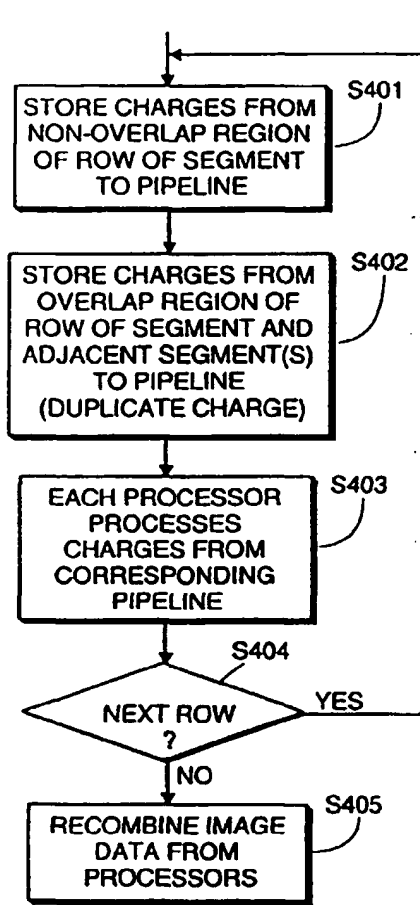 S401
STORE CHARGES FROM
NON-OVERLAP REGION
OF ROW OF SEGMENT
TO PIPELINE
S402
STORE CHARGES FROM
OVERLAP REGION OF
ROW OF SEGMENT AND
ADJACENT SEGMENT(S)
TO PIPELINE
(DUPLICATE CHARGE)
S403
EACH PROCESSOR
PROCESSES
CHARGES FROM
CORRESPONDING
PIPELINE
S404
NEXT ROW
?
YES
NO
S405
RECOMBINE IMAGE
DATA FROM
PROCESSORS